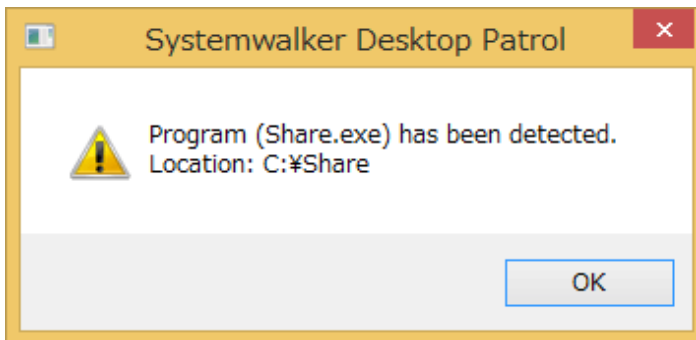 Systemwalker Desktop Patrol
Program (Share.exe) has been detected.
Location: C:¥Share
OK